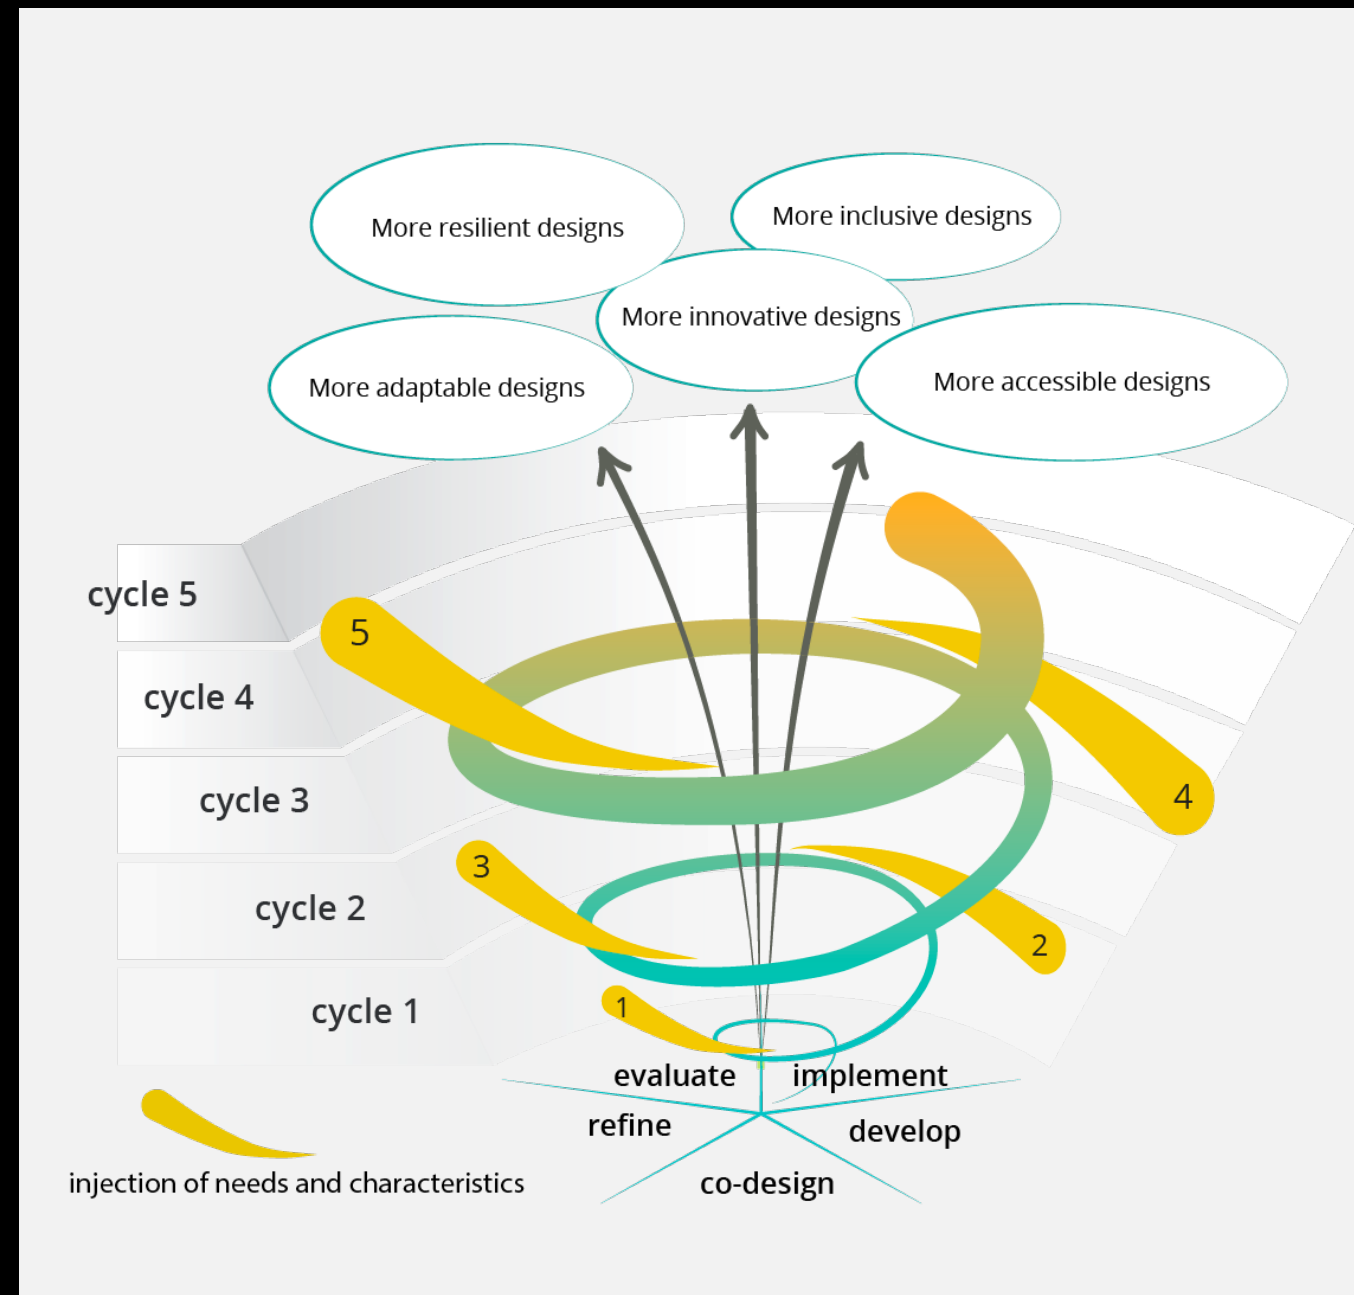 More resilient designs
More inclusive designs
More innovative designs
More adaptable designs
More accessible designs
cycle 5
5
cycle 4
4
cycle 3
3
cycle 2
2
cycle 1
1
evaluate
implement
refine
develop
co-design
injection of needs and characteristics